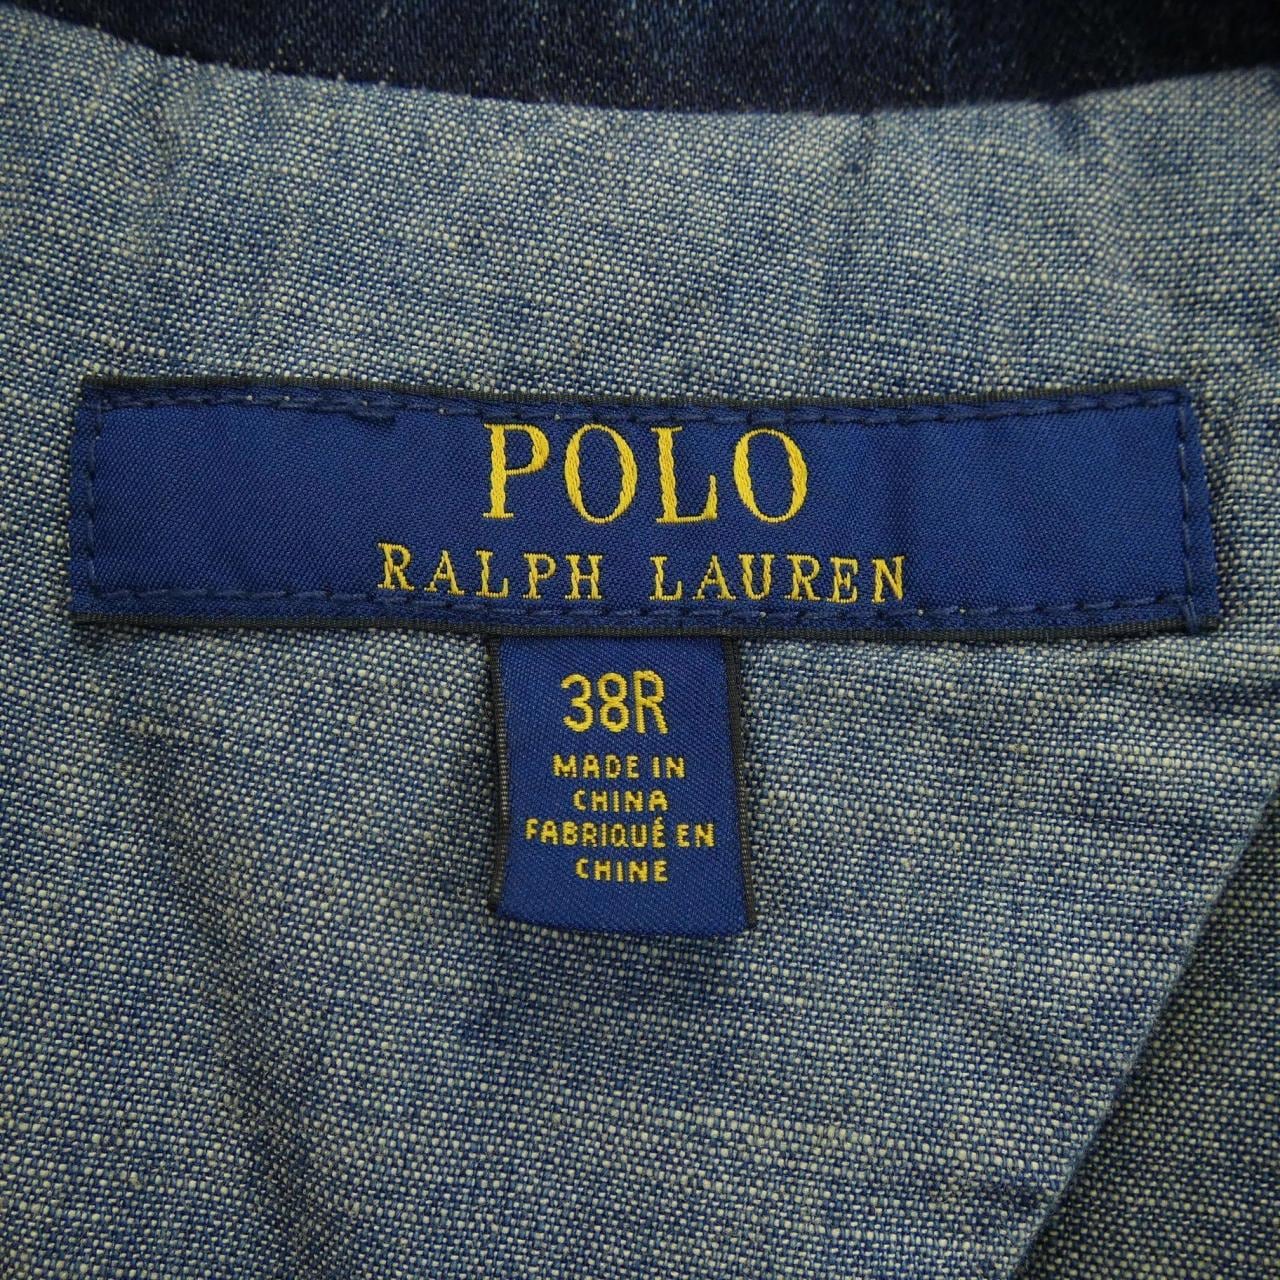 POLO
RALPH LAUREN
38R
MADE IN
CHINA
FABRIQUÉ EN
CHINE